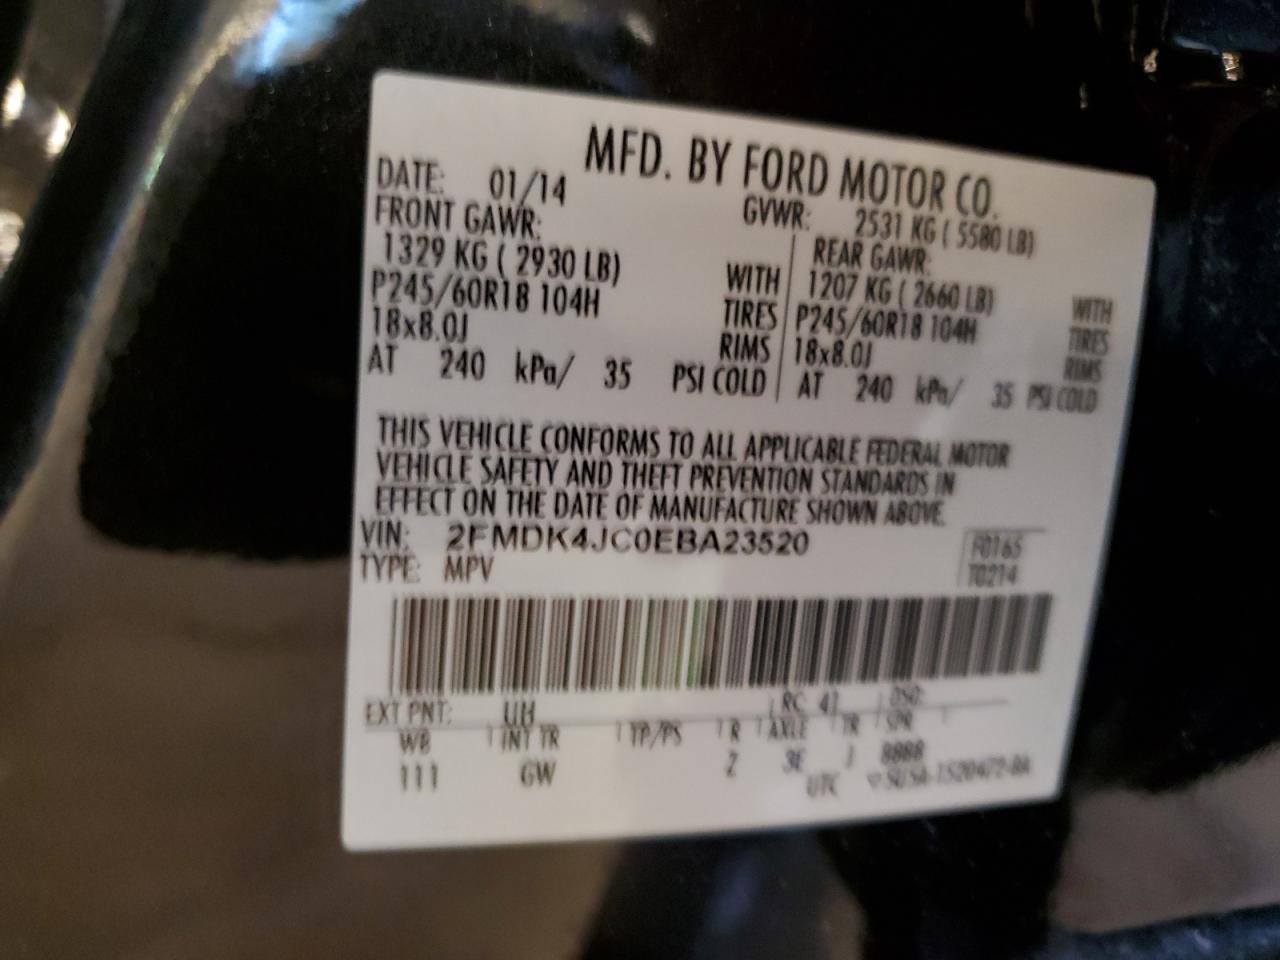 MFD. BY FORD MOTOR CO.
DATE: 01/14
GVWR: 2531 KG ( 5580 LB)
FRONT GAWR:
1329 KG ( 2930 LB) WITH
P245/60R18 104H TIRES
18x8.0J RIMS
AT 240 kPa/ 35 PSI COLD
REAR GAWR:
1207 KG ( 2660 LB) WITH
P245/60R18 104H TIRES
18x8.0J RIMS
AT 240 kPa/ 35 PSI COLD
THIS VEHICLE CONFORMS TO ALL APPLICABLE FEDERAL MOTOR
VEHICLE SAFETY AND THEFT PREVENTION STANDARDS IN
EFFECT ON THE DATE OF MANUFACTURE SHOWN ABOVE.
VIN: 2FMDK4JC0EBA23520
F0165
TYPE: MPV
T0214
EXT PNT: UH RC: 41 DSO:
WB INT TR TP/PS R AXLE TR SPR
111 GW Z 3E J 8888
UTC